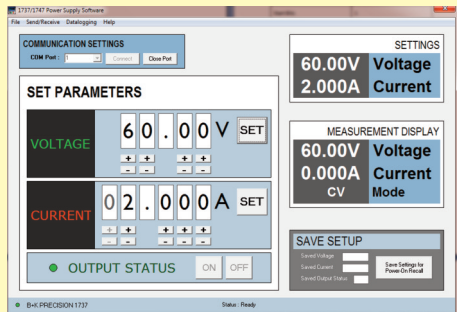 1737/1747 Power Supply Software
File Send/Receive Datalogging Help
COMMUNICATION SETTINGS
COM Port : 1 Connect Close Port
SET PARAMETERS
VOLTAGE 60.00 V SET
+ + + +
- - - -
CURRENT 02.000 A SET
+ + + + +
- - - - -
OUTPUT STATUS ON OFF
SETTINGS
60.00V Voltage
2.000A Current
MEASUREMENT DISPLAY
60.00V Voltage
0.000A Current
CV Mode
SAVE SETUP
Saved Voltage
Saved Current
Saved Output Status
Save Settings for
Power-On Recall
B+K PRECISION 1737 Status : Ready